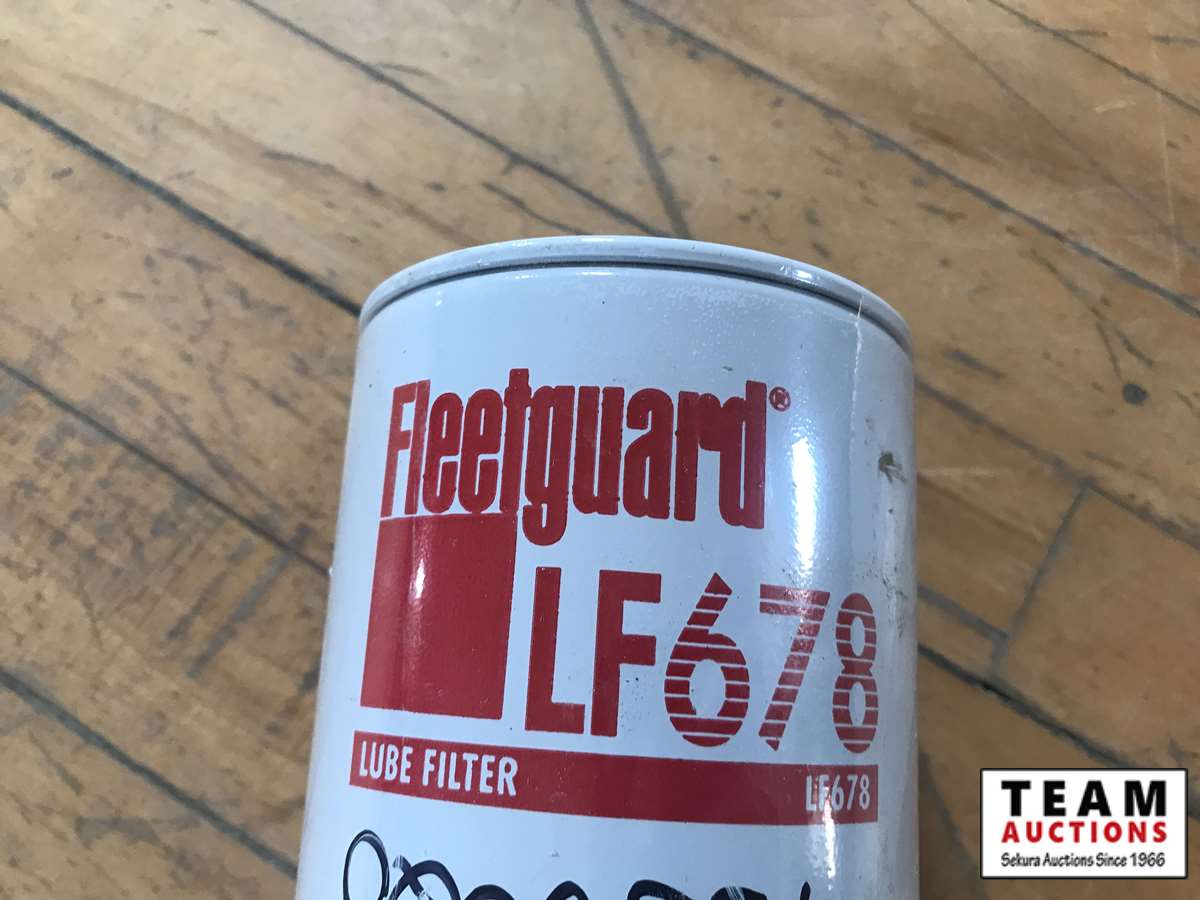 Fleetguard®
LF678
LUBE FILTER LF678
TEAM
AUCTIONS
Sekura Auctions Since 1966